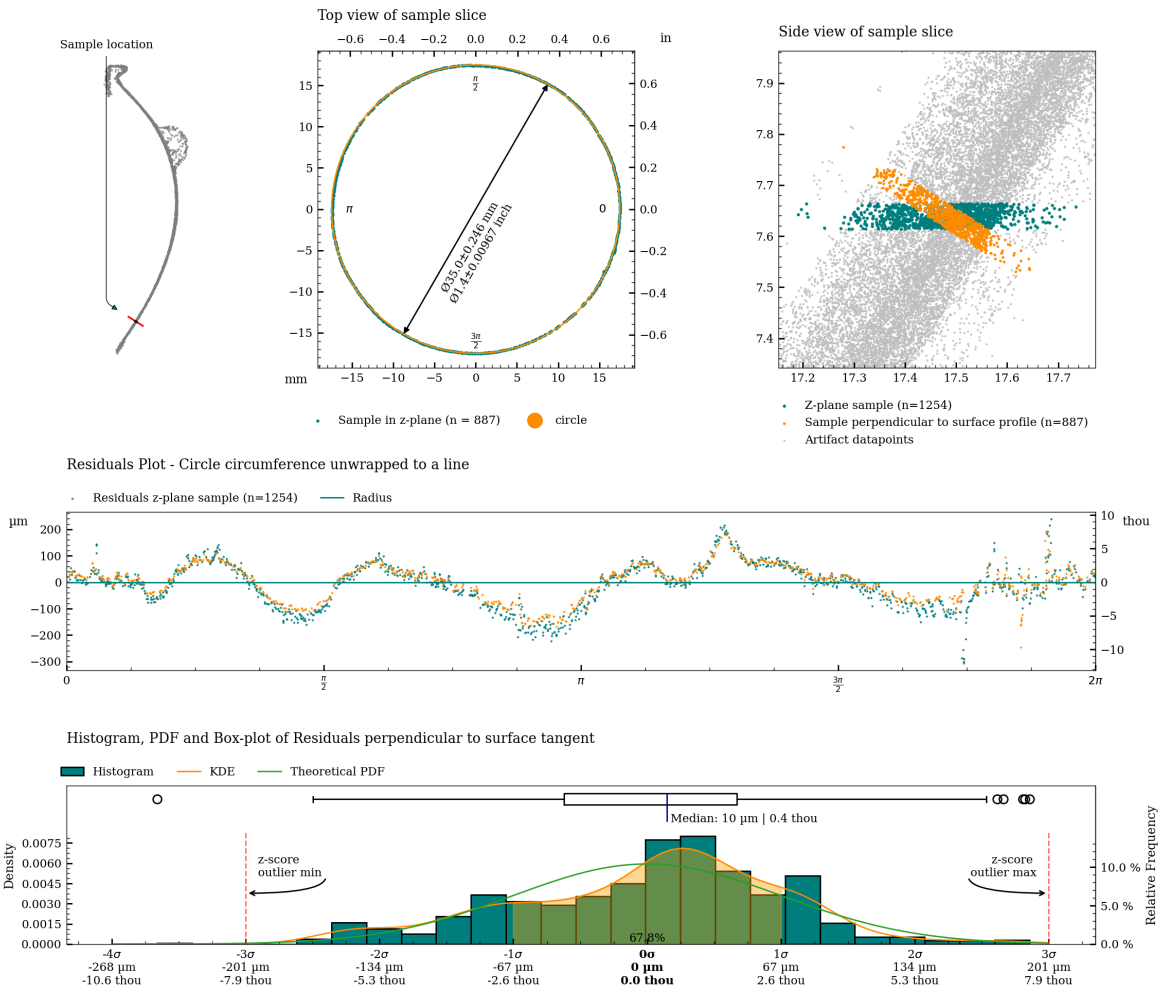 Sample location
Top view of sample slice
−0.6 −0.4 −0.2 0.0 0.2 0.4 0.6 in
15
10
5
0
−5
−10
−15
0.6
0.4
0.2
0.0
−0.2
−0.4
−0.6
π/2
π
0
3π/2
Ø35.0±0.246 mm
Ø1.4±0.00967 inch
mm −15 −10 −5 0 5 10 15
Sample in z-plane (n = 887) circle
Side view of sample slice
7.9
7.8
7.7
7.6
7.5
7.4
17.2 17.3 17.4 17.5 17.6 17.7
Z-plane sample (n=1254)
Sample perpendicular to surface profile (n=887)
Artifact datapoints
Residuals Plot - Circle circumference unwrapped to a line
Residuals z-plane sample (n=1254) Radius
µm
200
100
0
−100
−200
−300
thou
10
5
0
−5
−10
0 π/2 π 3π/2 2π
Histogram, PDF and Box-plot of Residuals perpendicular to surface tangent
Histogram KDE Theoretical PDF
Median: 10 µm | 0.4 thou
Density
0.0075
0.0060
0.0045
0.0030
0.0015
0.0000
z-score
outlier min
z-score
outlier max
67.8%
Relative Frequency
10.0 %
5.0 %
0.0 %
-4σ -3σ -2σ -1σ 0σ 1σ 2σ 3σ
-268 µm -201 µm -134 µm -67 µm 0 µm 67 µm 134 µm 201 µm
-10.6 thou -7.9 thou -5.3 thou -2.6 thou 0.0 thou 2.6 thou 5.3 thou 7.9 thou